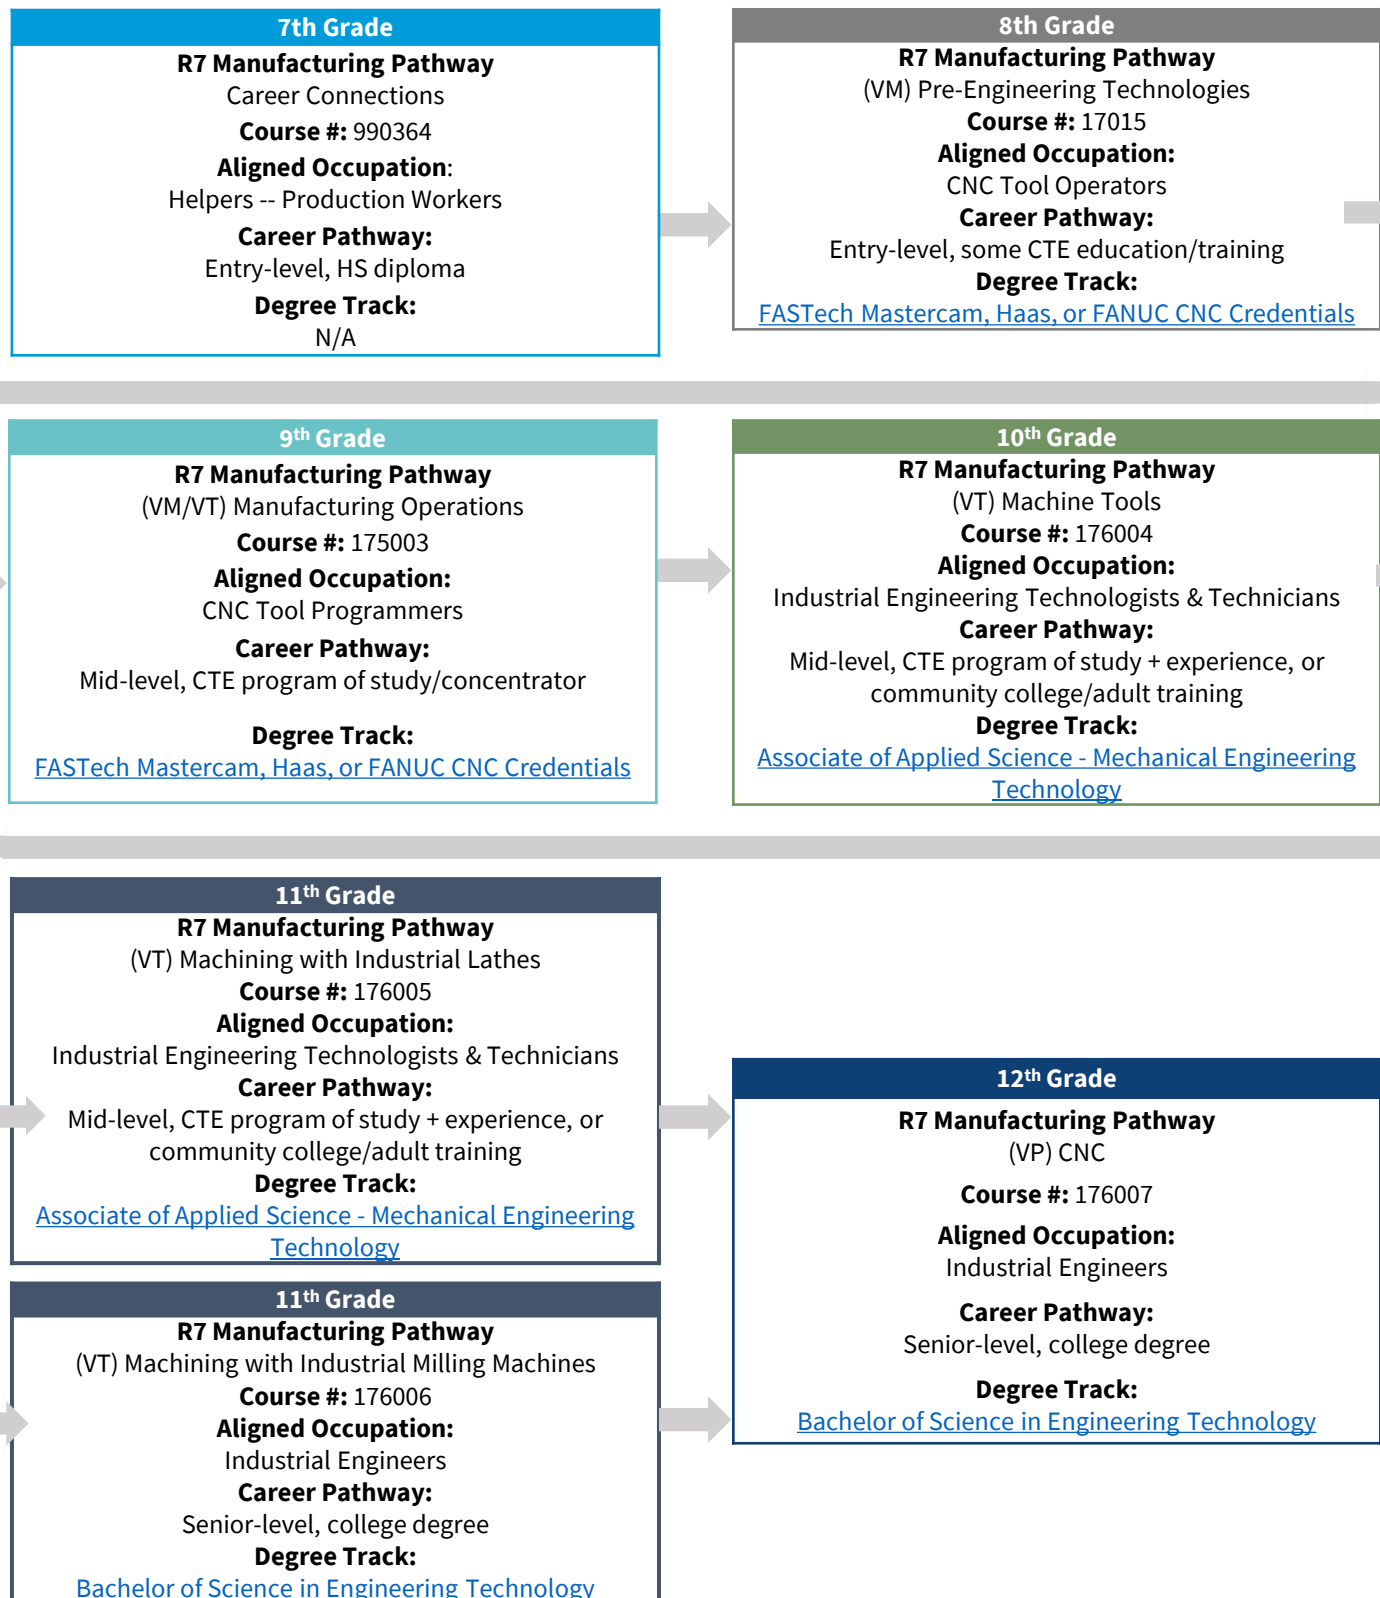 7th Grade
R7 Manufacturing Pathway
Career Connections
Course #: 990364
Aligned Occupation:
Helpers -- Production Workers
Career Pathway:
Entry-level, HS diploma
Degree Track:
N/A
8th Grade
R7 Manufacturing Pathway
(VM) Pre-Engineering Technologies
Course #: 17015
Aligned Occupation:
CNC Tool Operators
Career Pathway:
Entry-level, some CTE education/training
Degree Track:
FASTech Mastercam, Haas, or FANUC CNC Credentials
9th Grade
R7 Manufacturing Pathway
(VM/VT) Manufacturing Operations
Course #: 175003
Aligned Occupation:
CNC Tool Programmers
Career Pathway:
Mid-level, CTE program of study/concentrator
Degree Track:
FASTech Mastercam, Haas, or FANUC CNC Credentials
10th Grade
R7 Manufacturing Pathway
(VT) Machine Tools
Course #: 176004
Aligned Occupation:
Industrial Engineering Technologists & Technicians
Career Pathway:
Mid-level, CTE program of study + experience, or
community college/adult training
Degree Track:
Associate of Applied Science - Mechanical Engineering
Technology
11th Grade
R7 Manufacturing Pathway
(VT) Machining with Industrial Lathes
Course #: 176005
Aligned Occupation:
Industrial Engineering Technologists & Technicians
Career Pathway:
Mid-level, CTE program of study + experience, or
community college/adult training
Degree Track:
Associate of Applied Science - Mechanical Engineering
Technology
11th Grade
R7 Manufacturing Pathway
(VT) Machining with Industrial Milling Machines
Course #: 176006
Aligned Occupation:
Industrial Engineers
Career Pathway:
Senior-level, college degree
Degree Track:
Bachelor of Science in Engineering Technology
12th Grade
R7 Manufacturing Pathway
(VP) CNC
Course #: 176007
Aligned Occupation:
Industrial Engineers
Career Pathway:
Senior-level, college degree
Degree Track:
Bachelor of Science in Engineering Technology